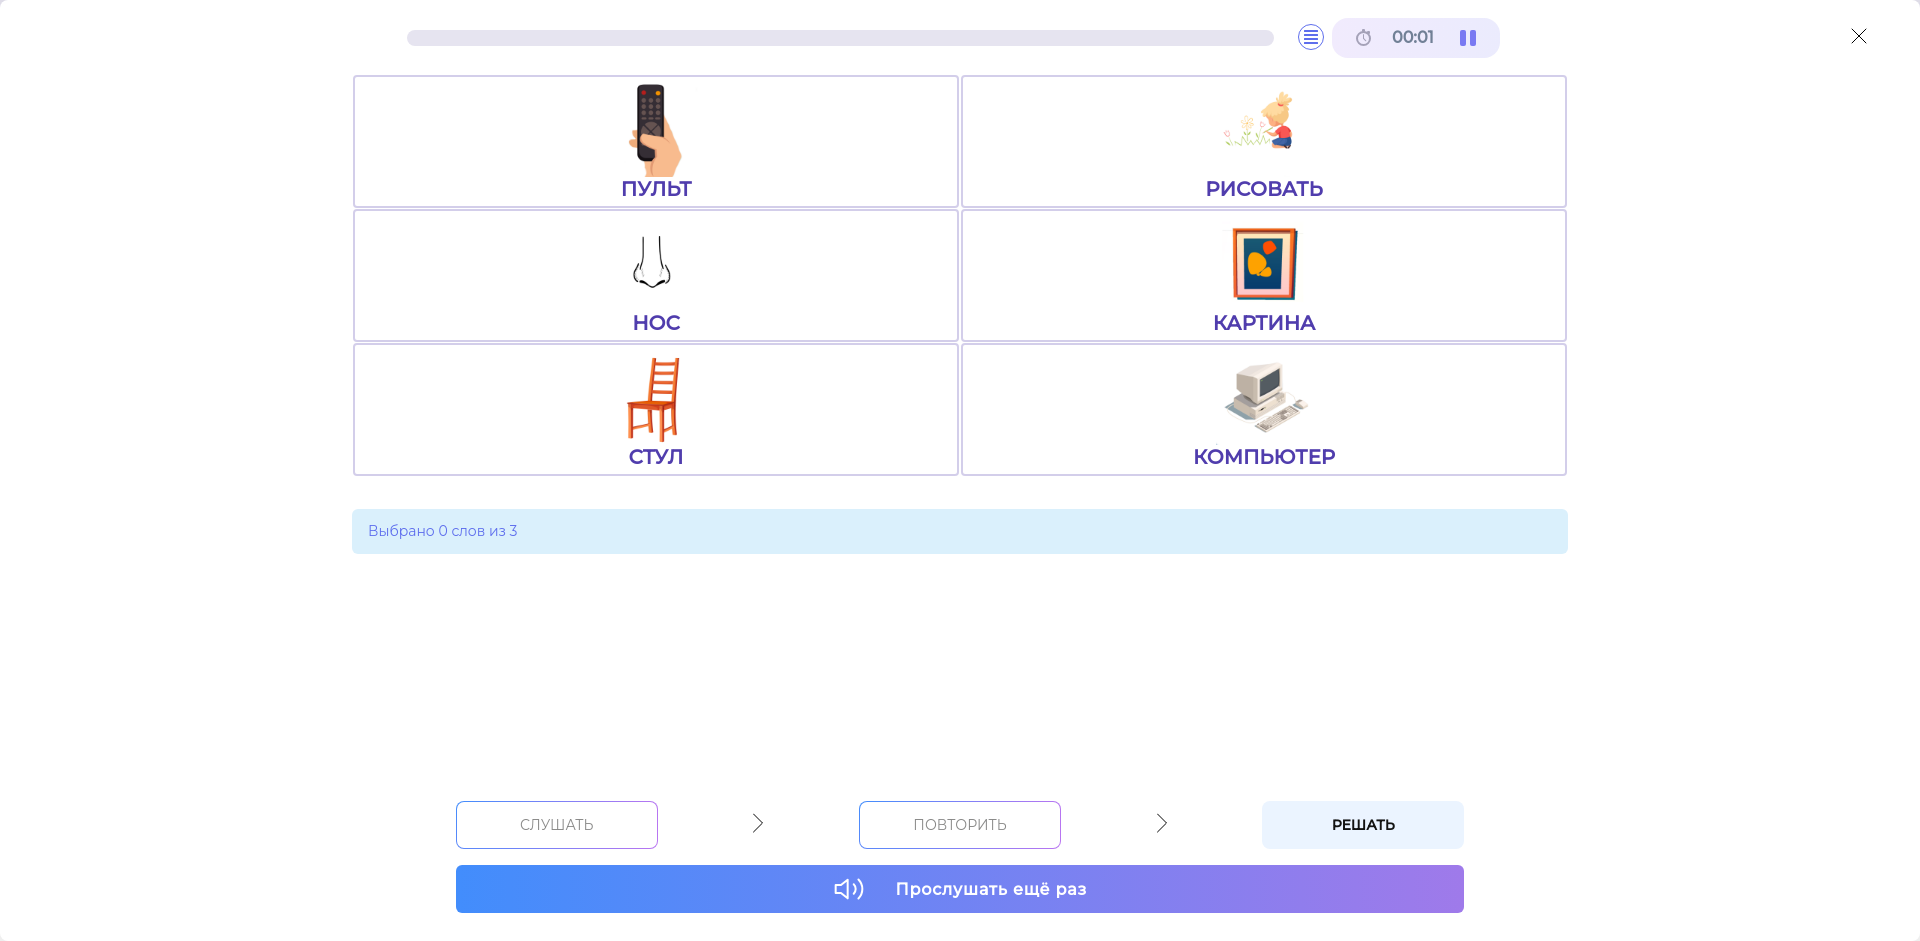 00:01
ПУЛЬТ
РИСОВАТЬ
НОС
КАРТИНА
СТУЛ
КОМПЬЮТЕР
Выбрано 0 слов из 3
СЛУШАТЬ
ПОВТОРИТЬ
РЕШАТЬ
Прослушать ещё раз